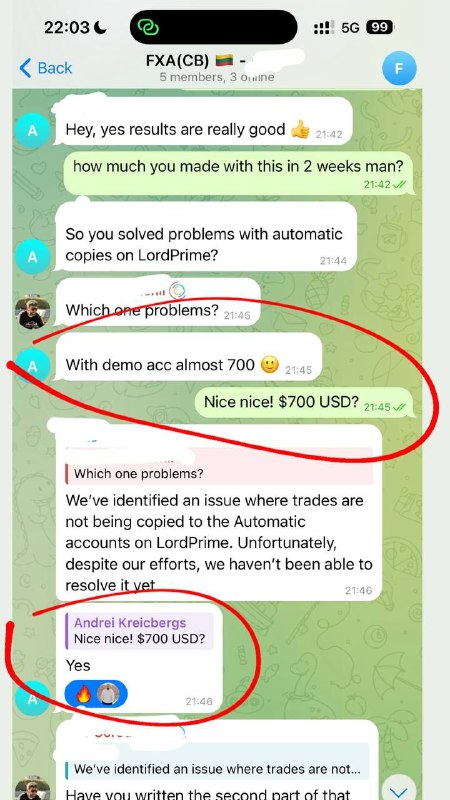 22:03
5G 99
Back
FXA(CB) 🇱🇹 -
5 members, 3 online
F
A
Hey, yes results are really good 👍 21:42
how much you made with this in 2 weeks man?
21:42
So you solved problems with automatic
copies on LordPrime?
21:44
A
Which one problems? 21:45
A
With demo acc almost 700 🙂 21:45
Nice nice! $700 USD? 21:45
Which one problems?
We've identified an issue where trades are
not being copied to the Automatic
accounts on LordPrime. Unfortunately,
despite our efforts, we haven't been able to
resolve it yet
21:46
Andrei Kreicbergs
Nice nice! $700 USD?
Yes
🔥
21:46
A
We've identified an issue where trades are not...
Have you written the second part of that